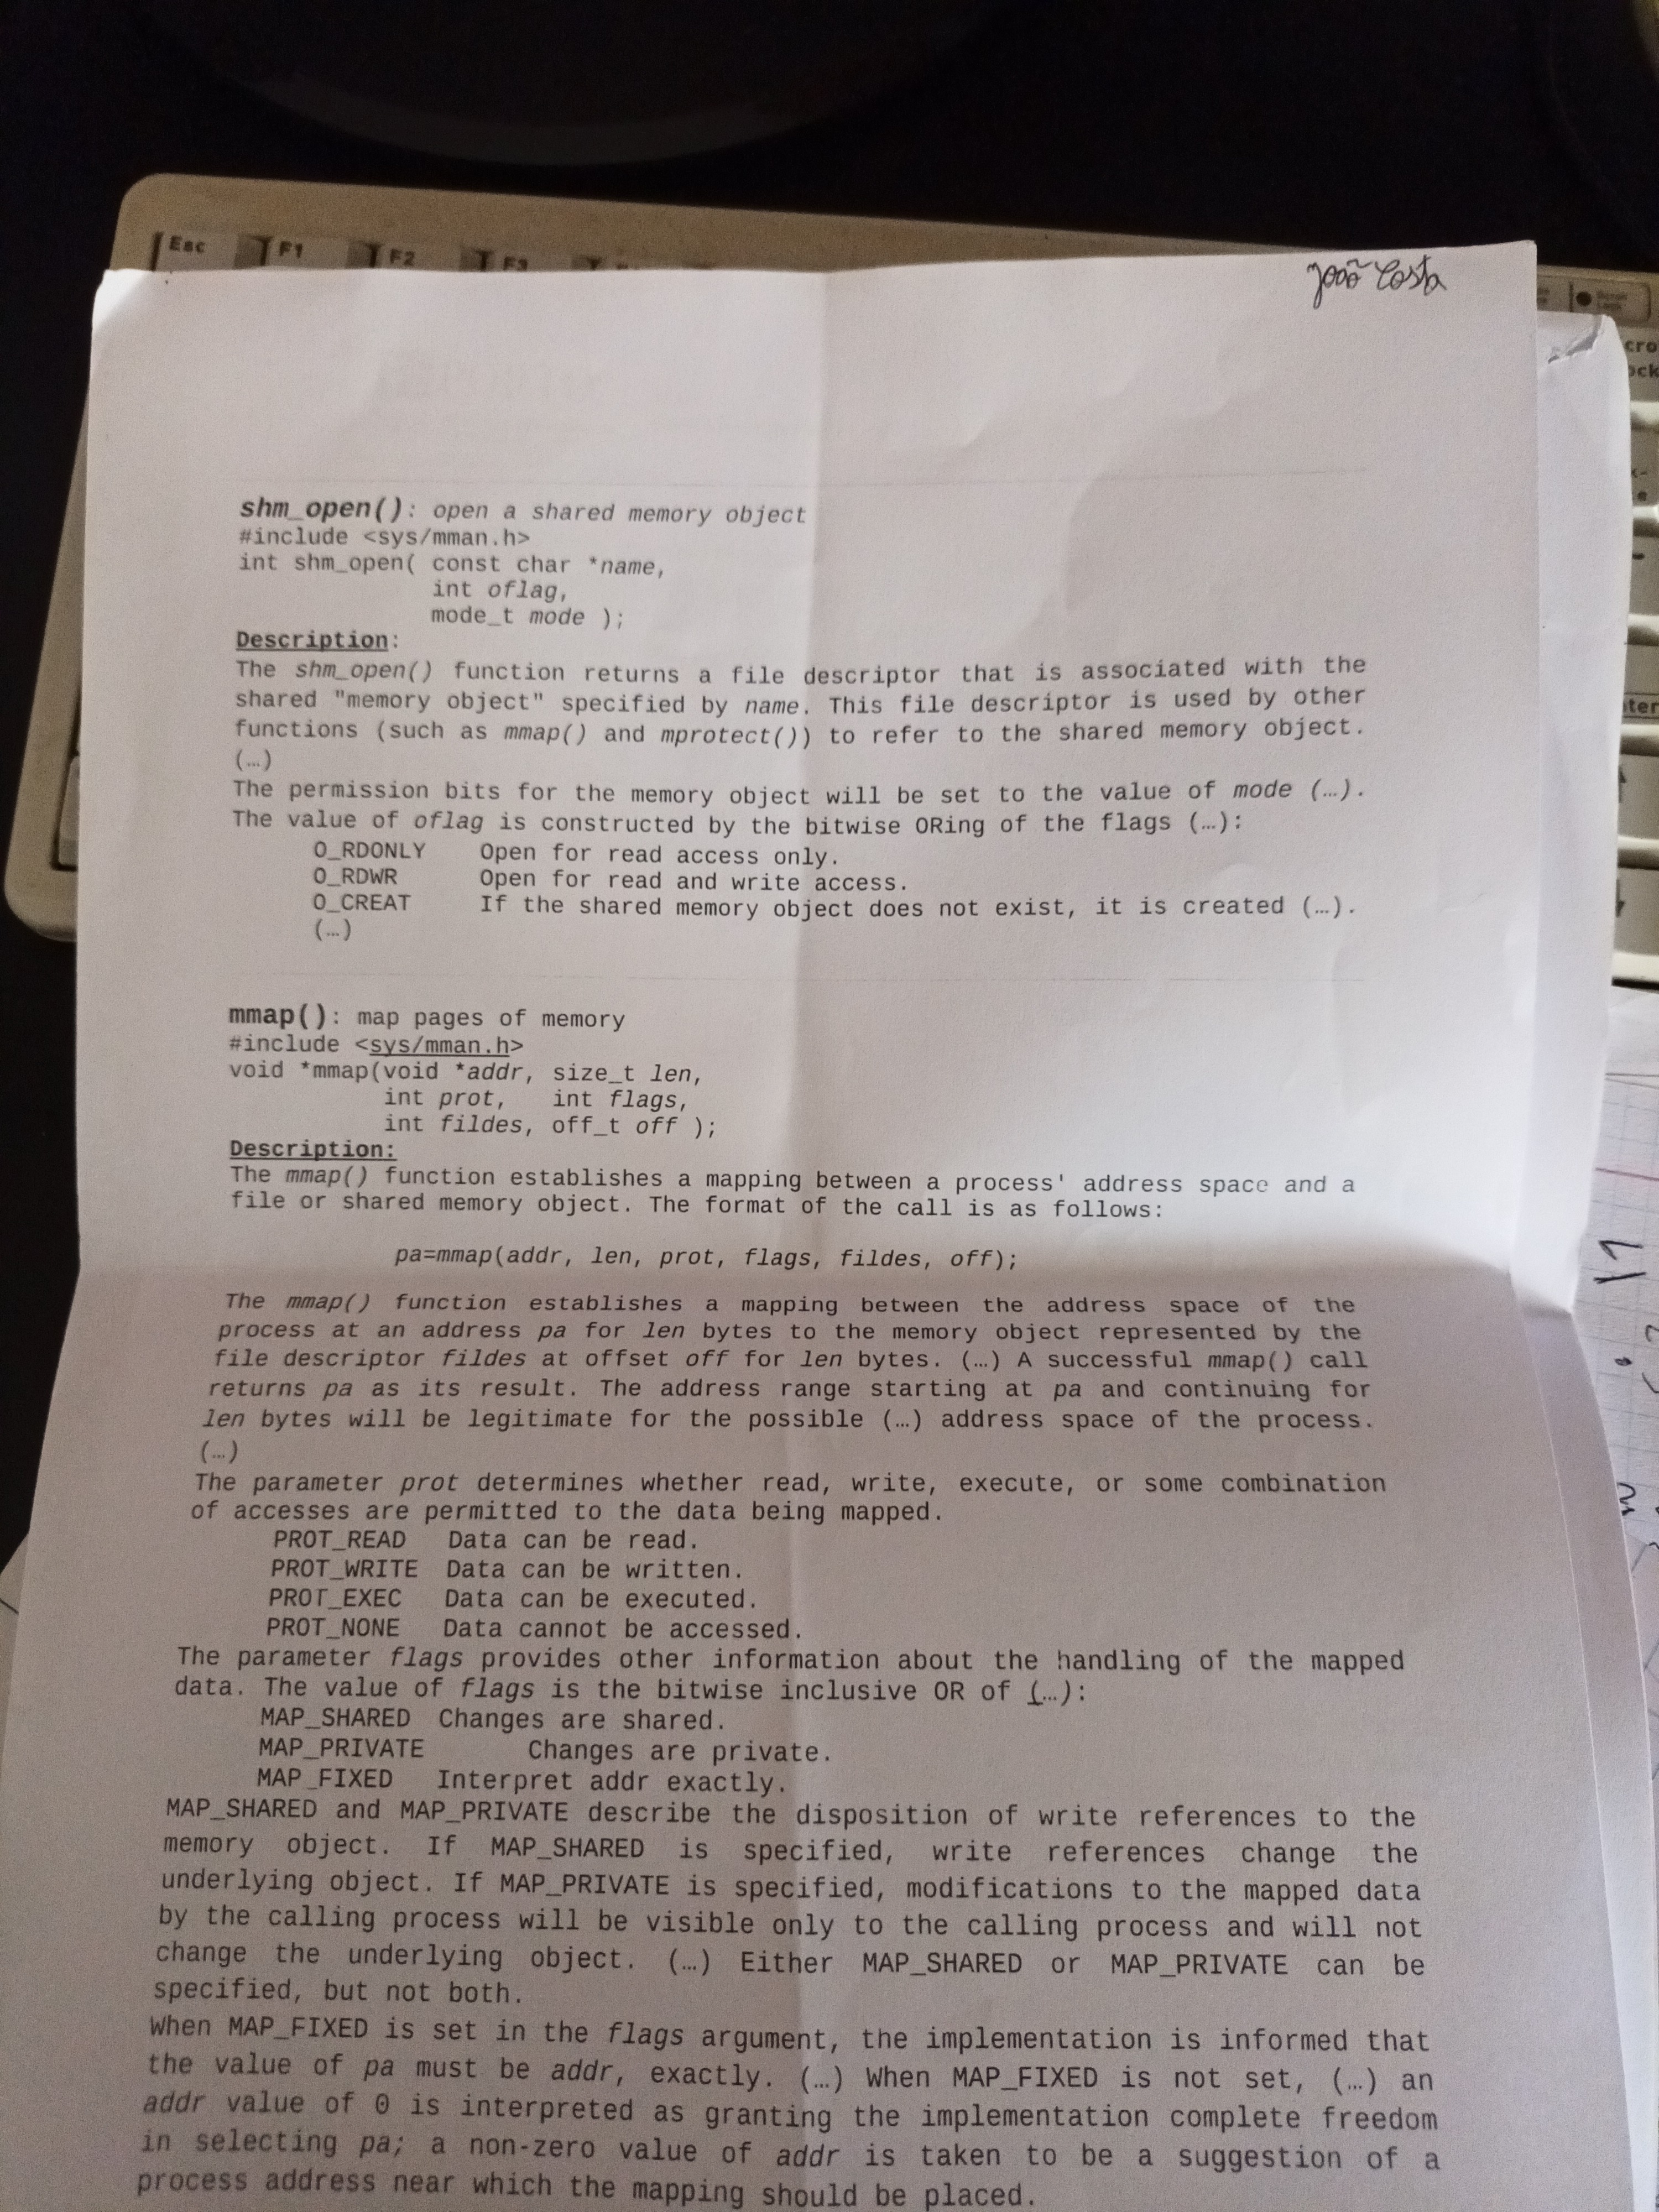 Esc F1 F2 F3
João Costa
shm_open(): open a shared memory object
#include <sys/mman.h>
int shm_open( const char *name,
int oflag,
mode_t mode );
Description:
The shm_open() function returns a file descriptor that is associated with the
shared "memory object" specified by name. This file descriptor is used by other
functions (such as mmap() and mprotect()) to refer to the shared memory object.
(…)
The permission bits for the memory object will be set to the value of mode (…).
The value of oflag is constructed by the bitwise ORing of the flags (…):
O_RDONLY Open for read access only.
O_RDWR Open for read and write access.
O_CREAT If the shared memory object does not exist, it is created (…).
(…)
mmap(): map pages of memory
#include <sys/mman.h>
void *mmap(void *addr, size_t len,
int prot, int flags,
int fildes, off_t off );
Description:
The mmap() function establishes a mapping between a process' address space and a
file or shared memory object. The format of the call is as follows:
pa=mmap(addr, len, prot, flags, fildes, off);
The mmap() function establishes a mapping between the address space of the
process at an address pa for len bytes to the memory object represented by the
file descriptor fildes at offset off for len bytes. (…) A successful mmap() call
returns pa as its result. The address range starting at pa and continuing for
len bytes will be legitimate for the possible (…) address space of the process.
(…)
The parameter prot determines whether read, write, execute, or some combination
of accesses are permitted to the data being mapped.
PROT_READ Data can be read.
PROT_WRITE Data can be written.
PROT_EXEC Data can be executed.
PROT_NONE Data cannot be accessed.
The parameter flags provides other information about the handling of the mapped
data. The value of flags is the bitwise inclusive OR of (…):
MAP_SHARED Changes are shared.
MAP_PRIVATE Changes are private.
MAP_FIXED Interpret addr exactly.
MAP_SHARED and MAP_PRIVATE describe the disposition of write references to the
memory object. If MAP_SHARED is specified, write references change the
underlying object. If MAP_PRIVATE is specified, modifications to the mapped data
by the calling process will be visible only to the calling process and will not
change the underlying object. (…) Either MAP_SHARED or MAP_PRIVATE can be
specified, but not both.
When MAP_FIXED is set in the flags argument, the implementation is informed that
the value of pa must be addr, exactly. (…) When MAP_FIXED is not set, (…) an
addr value of 0 is interpreted as granting the implementation complete freedom
in selecting pa; a non-zero value of addr is taken to be a suggestion of a
process address near which the mapping should be placed.